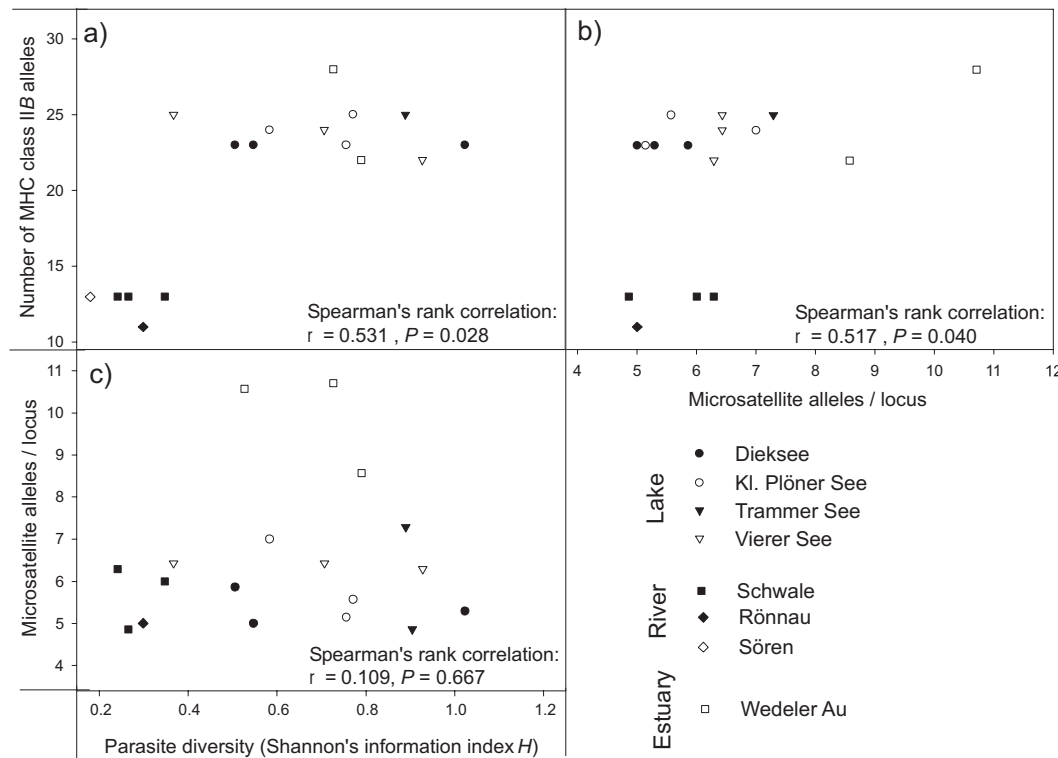 a)
Number of MHC class IIB alleles
30
25
20
15
10
Spearman's rank correlation:
r = 0.531 , P = 0.028
b)
Spearman's rank correlation:
r = 0.517 , P = 0.040
4 5 6 7 8 9 10 11 12
Microsatellite alleles / locus
c)
Microsatellite alleles / locus
11
10
9
8
7
6
5
4
Spearman's rank correlation:
r = 0.109, P = 0.667
0.2 0.4 0.6 0.8 1.0 1.2
Parasite diversity (Shannon's information index H)
Lake
Dieksee
Kl. Plöner See
Trammer See
Vierer See
River
Schwale
Rönnau
Sören
Estuary
Wedeler Au